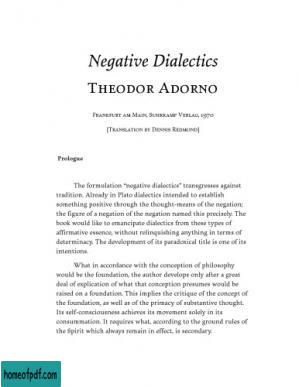 Negative Dialectics
THEODOR ADORNO
FRANKFURT AM MAIN, SUHRKAMP VERLAG, 1970
[TRANSLATION BY DENNIS REDMOND]
Prologue
The formulation “negative dialectics” transgresses against
tradition. Already in Plato dialectics intended to establish
something positive through the thought-means of the negation;
the figure of a negation of the negation named this precisely. The
book would like to emancipate dialectics from these types of
affirmative essence, without relinquishing anything in terms of
determinacy. The development of its paradoxical title is one of its
intentions.
What in accordance with the conception of philosophy
would be the foundation, the author develops only after a great
deal of explication of what that conception presumes would be
raised on a foundation. This implies the critique of the concept of
the foundation, as well as of the primacy of substantive thought.
Its self-consciousness achieves its movement solely in its
consummation. It requires what, according to the ground rules of
the Spirit which always remain in effect, is secondary.
homeofpdf.com